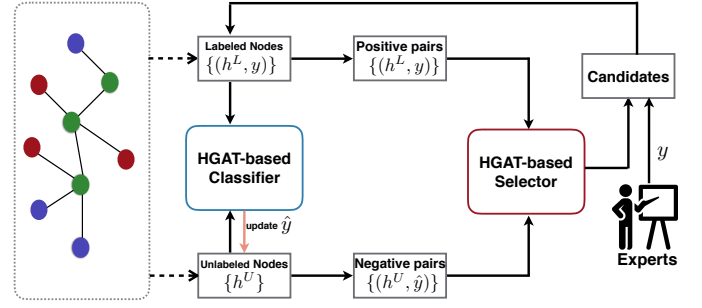 Labeled Nodes
{(h^L, y)}
Positive pairs
{(h^L, y)}
Candidates
HGAT-based
Classifier
HGAT-based
Selector
y
update ŷ
Experts
Unlabeled Nodes
{h^U}
Negative pairs
{(h^U, ŷ)}